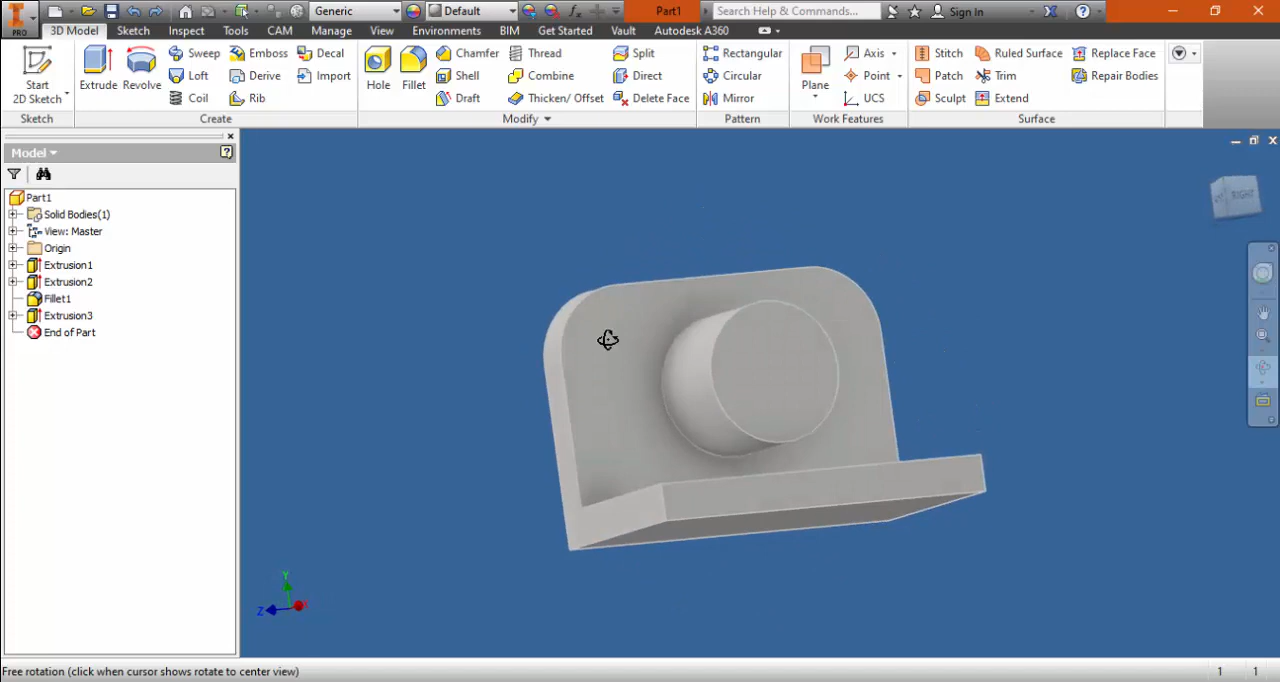 Generic Default Part1 Search Help & Commands... Sign In
PRO 3D Model Sketch Inspect Tools CAM Manage View Environments BIM Get Started Vault Autodesk A360
Start 2D Sketch Extrude Revolve Sweep Emboss Decal Hole Fillet Chamfer Thread Split Rectangular Plane Axis Stitch Ruled Surface Replace Face
Loft Derive Import Shell Combine Direct Circular Point Patch Trim Repair Bodies
Coil Rib Draft Thicken/ Offset Delete Face Mirror UCS Sculpt Extend
Sketch Create Modify Pattern Work Features Surface
Model
Part1
Solid Bodies(1)
View: Master
Origin
Extrusion1
Extrusion2
Fillet1
Extrusion3
End of Part
RIGHT
Y
Z X
Free rotation (click when cursor shows rotate to center view) 1 1